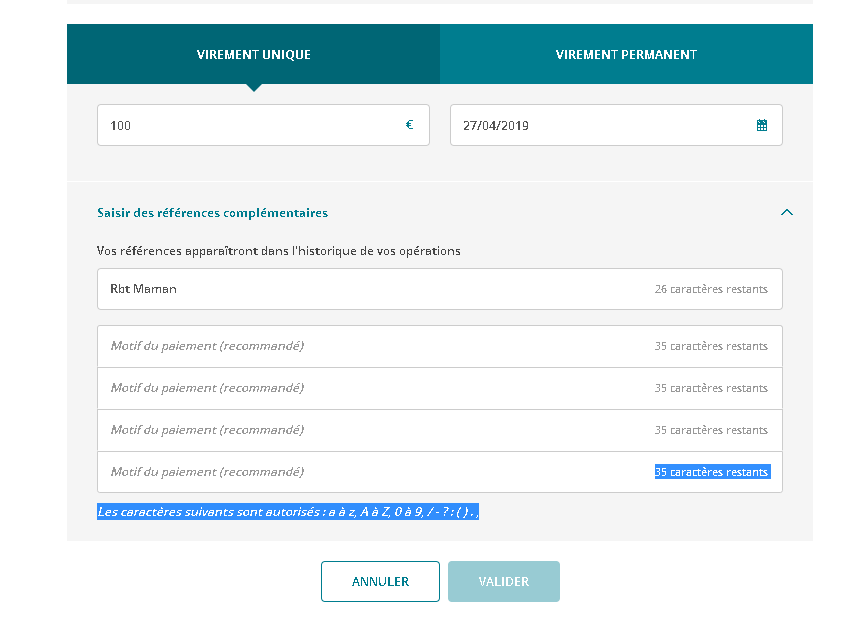 VIREMENT UNIQUE
VIREMENT PERMANENT
100 €
27/04/2019
Saisir des références complémentaires
Vos références apparaîtront dans l'historique de vos opérations
Rbt Maman 26 caractères restants
Motif du paiement (recommandé) 35 caractères restants
Motif du paiement (recommandé) 35 caractères restants
Motif du paiement (recommandé) 35 caractères restants
Motif du paiement (recommandé) 35 caractères restants
Les caractères suivants sont autorisés : a à z, A à Z, 0 à 9, / - ? : ( ) . ,
ANNULER
VALIDER